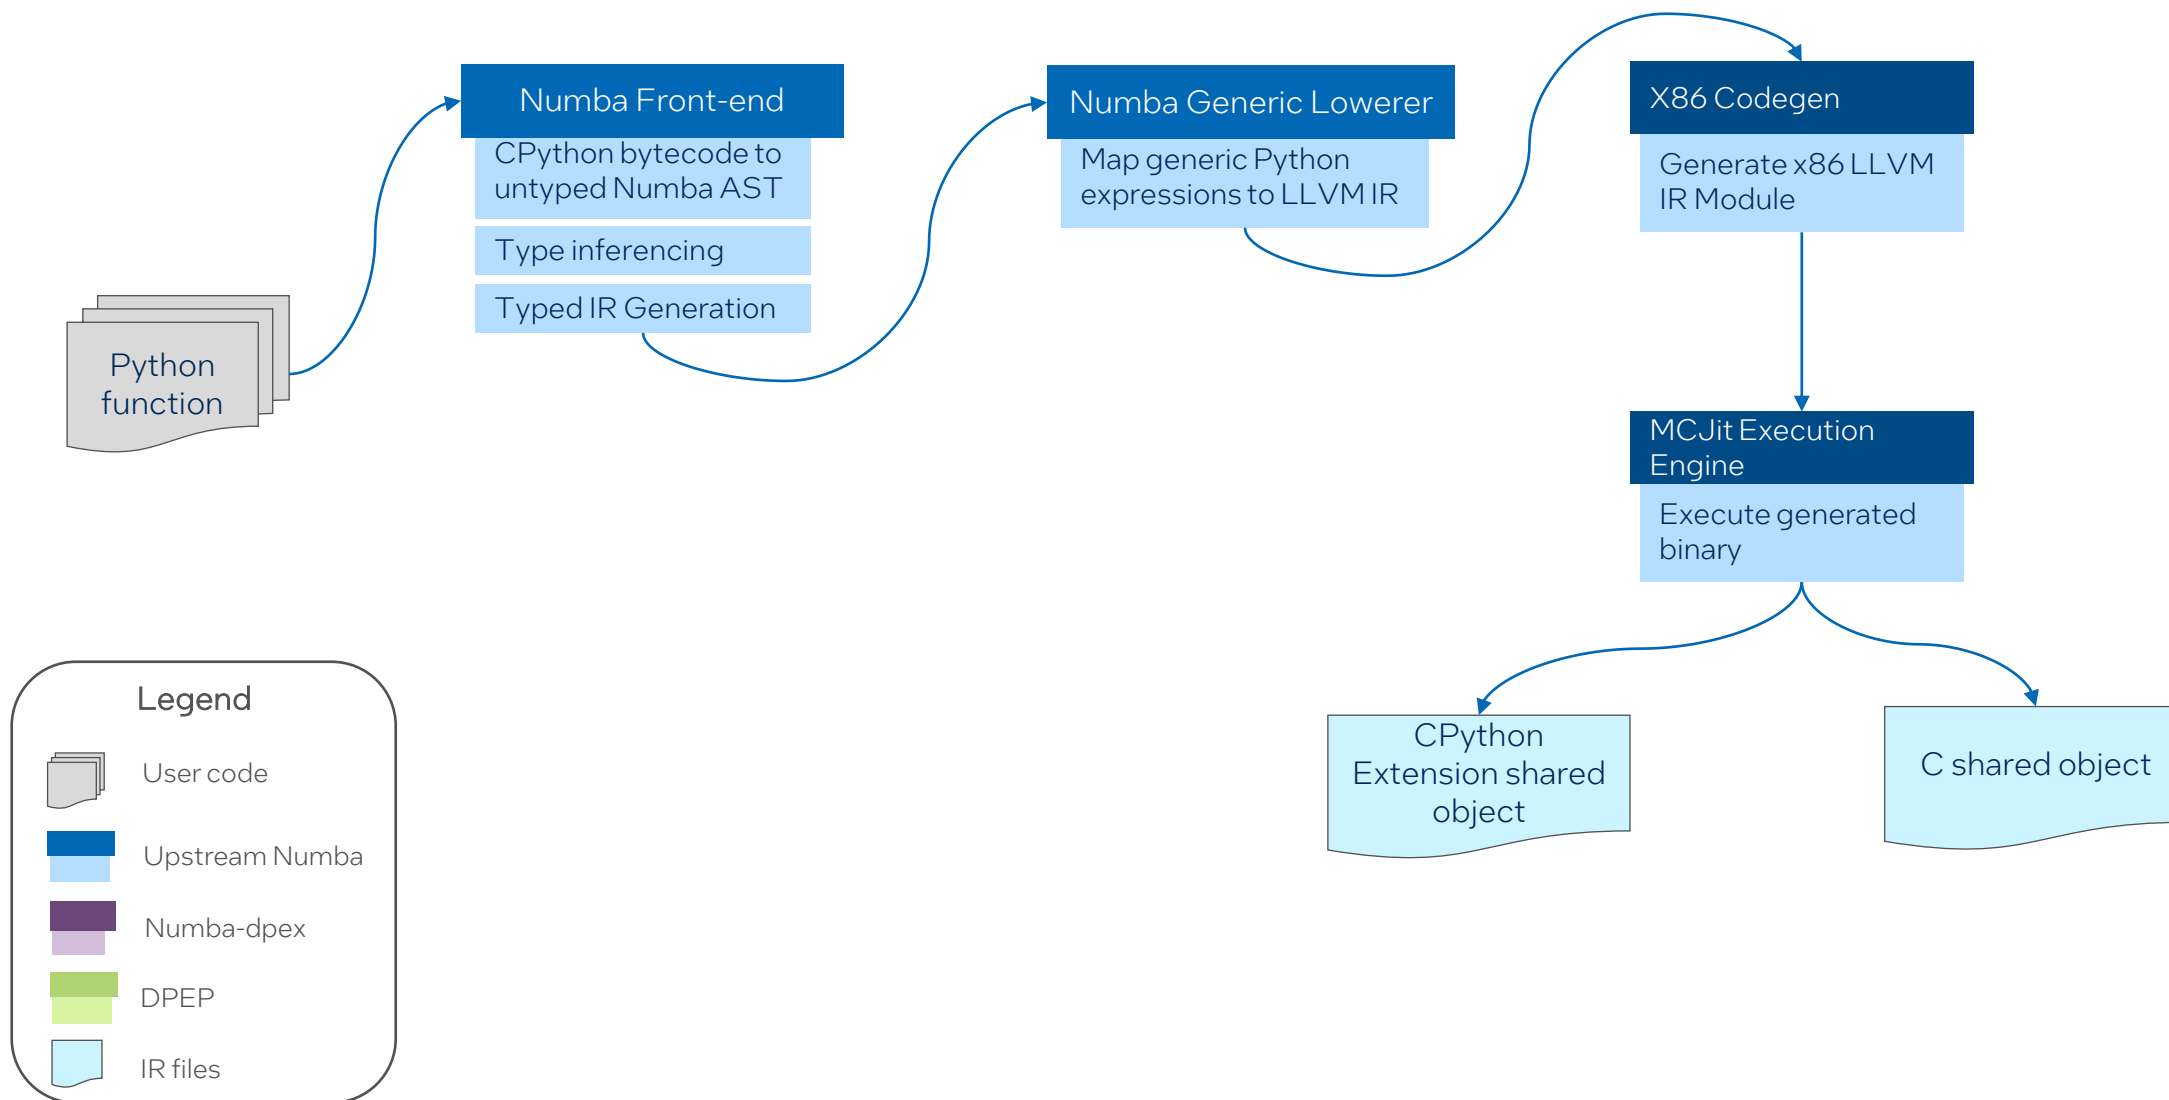 Numba Front-end
CPython bytecode to
untyped Numba AST
Type inferencing
Typed IR Generation
Numba Generic Lowerer
Map generic Python
expressions to LLVM IR
X86 Codegen
Generate x86 LLVM
IR Module
Python
function
MCJit Execution
Engine
Execute generated
binary
CPython
Extension shared
object
C shared object
Legend
User code
Upstream Numba
Numba-dpex
DPEP
IR files